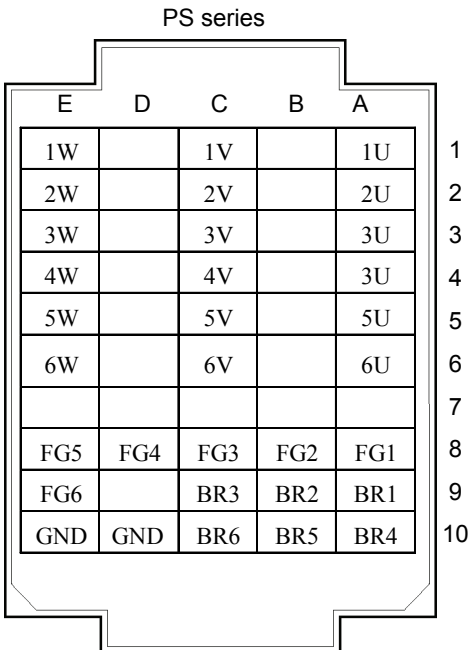 PS series
E D C B A
1W 1V 1U 1
2W 2V 2U 2
3W 3V 3U 3
4W 4V 3U 4
5W 5V 5U 5
6W 6V 6U 6
7
FG5 FG4 FG3 FG2 FG1 8
FG6 BR3 BR2 BR1 9
GND GND BR6 BR5 BR4 10